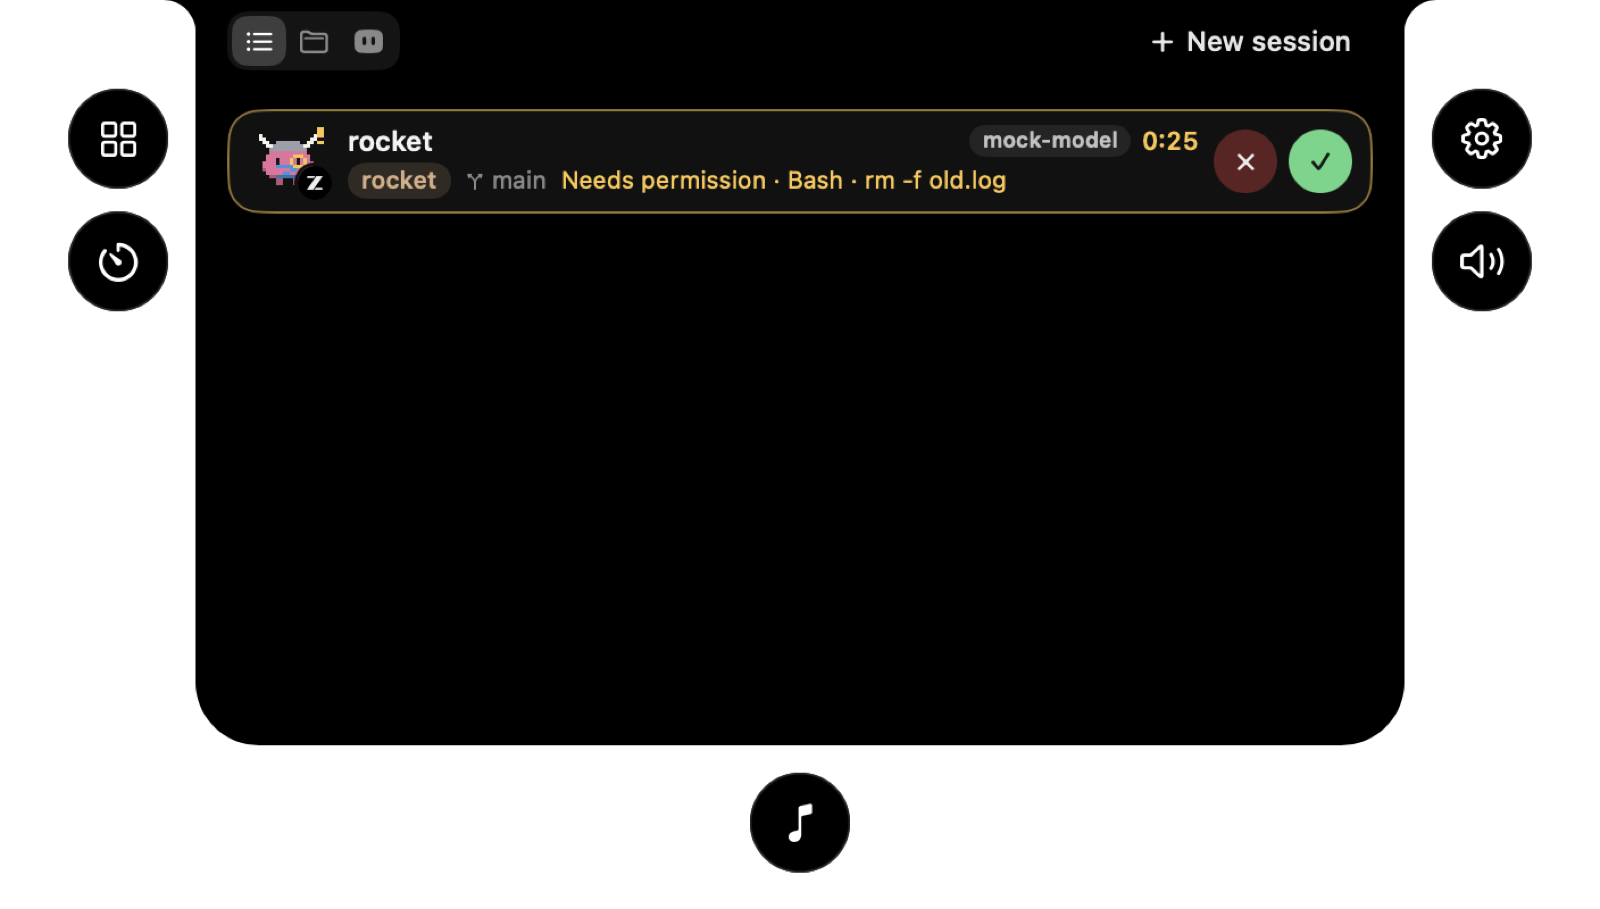 New session
rocket
mock-model 0:25
rocket main Needs permission · Bash · rm -f old.log